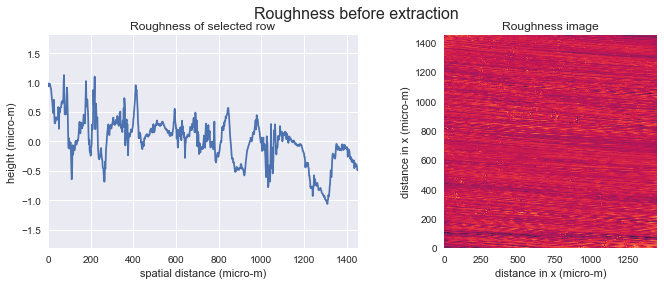 Roughness before extraction
Roughness of selected row
1.5
1.0
0.5
0.0
−0.5
−1.0
−1.5
0 200 400 600 800 1000 1200 1400
height (micro-m)
spatial distance (micro-m)
Roughness image
1400
1200
1000
800
600
400
200
0
0 250 500 750 1000 1250
distance in x (micro-m)
distance in x (micro-m)